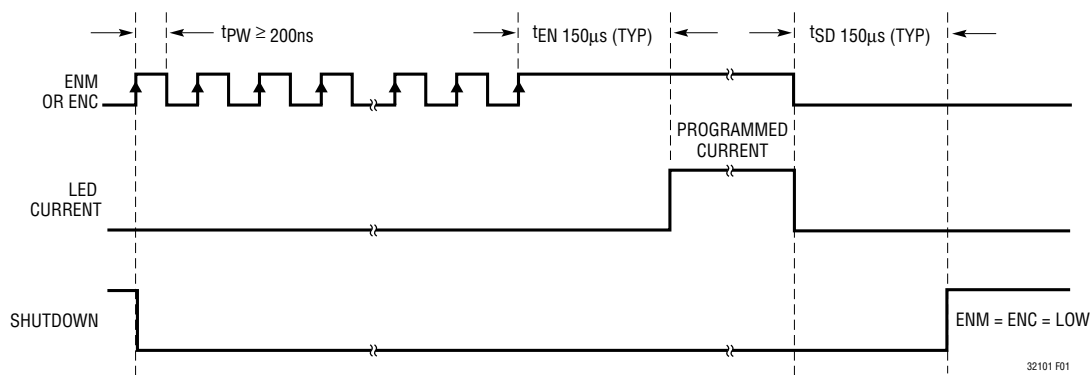 tPW ≥ 200ns
tEN 150µs (TYP)
tSD 150µs (TYP)
ENM
OR ENC
PROGRAMMED
CURRENT
LED
CURRENT
SHUTDOWN
ENM = ENC = LOW
32101 F01